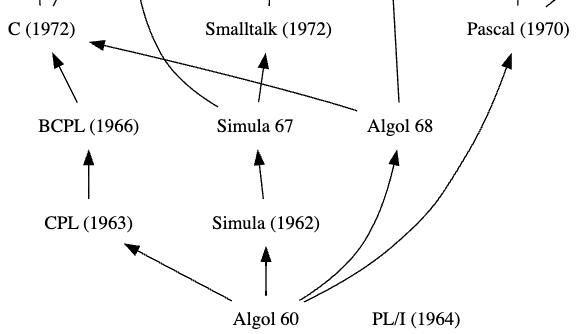 C (1972)
Smalltalk (1972)
Pascal (1970)
BCPL (1966)
Simula 67
Algol 68
CPL (1963)
Simula (1962)
Algol 60
PL/I (1964)